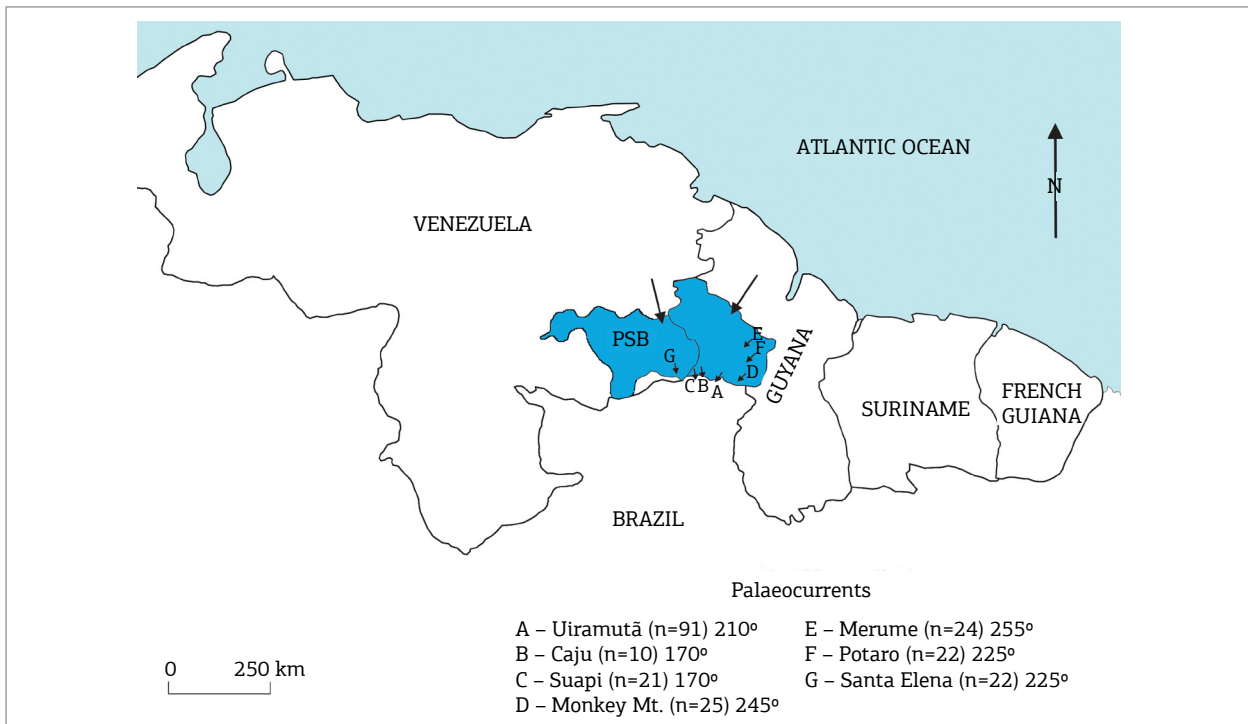 ATLANTIC OCEAN
N
VENEZUELA
PSB
E
F
G
D
C B A
GUYANA
SURINAME
FRENCH
GUIANA
BRAZIL
Palaeocurrents
A – Uiramutã (n=91) 210º
B – Caju (n=10) 170º
C – Suapi (n=21) 170º
D – Monkey Mt. (n=25) 245º
E – Merume (n=24) 255º
F – Potaro (n=22) 225º
G – Santa Elena (n=22) 225º
0 250 km